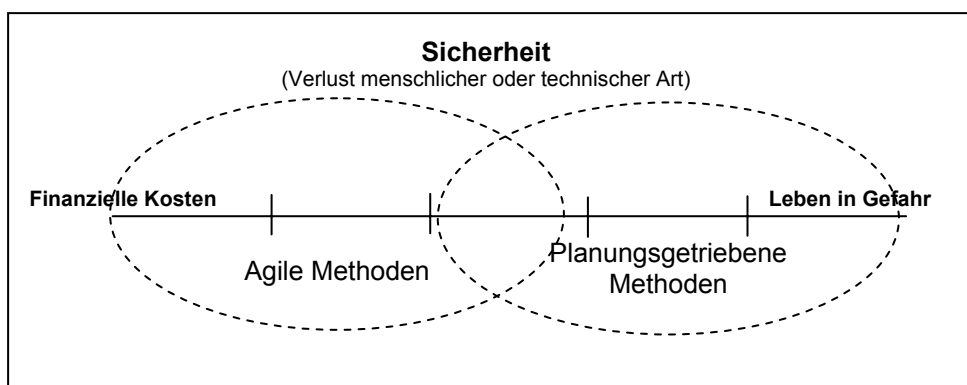 Sicherheit
(Verlust menschlicher oder technischer Art)
Finanzielle Kosten
Leben in Gefahr
Agile Methoden
Planungsgetriebene
Methoden